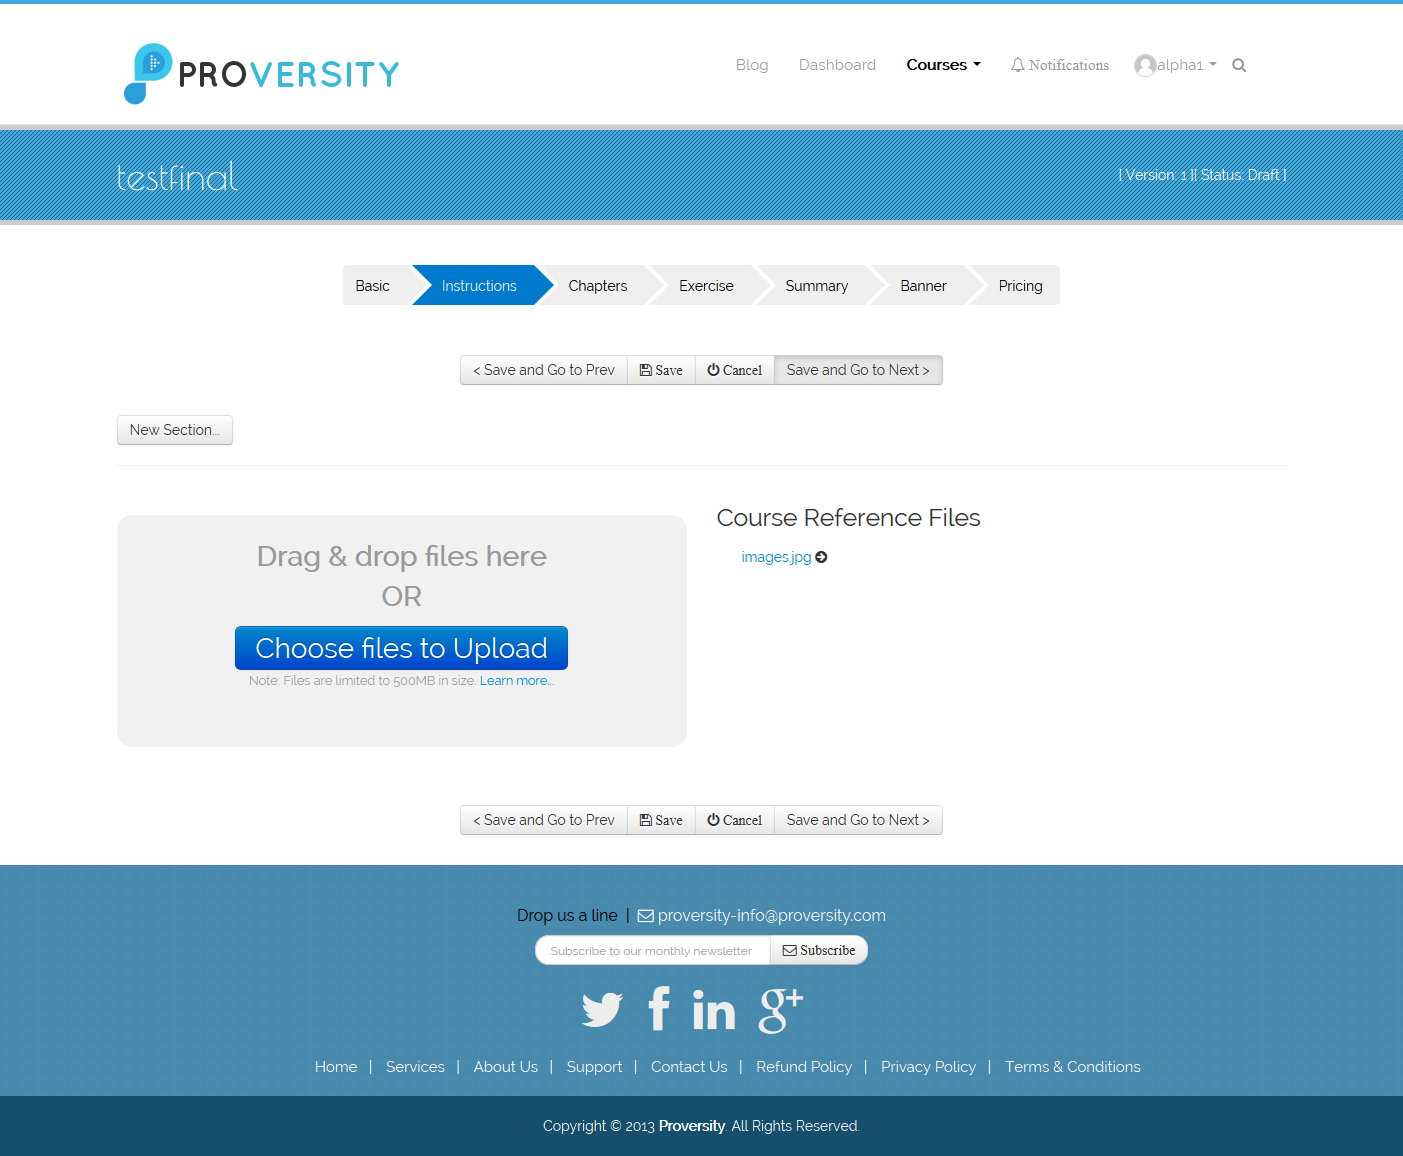 PROVERSITY
Blog Dashboard Courses Notifications alpha1
testfinal
[ Version: 1 ][ Status: Draft ]
Basic Instructions Chapters Exercise Summary Banner Pricing
< Save and Go to Prev Save Cancel Save and Go to Next >
New Section...
Course Reference Files
images.jpg
Drag & drop files here
OR
Choose files to Upload
Note: Files are limited to 500MB in size. Learn more...
< Save and Go to Prev Save Cancel Save and Go to Next >
Drop us a line | proversity-info@proversity.com
Subscribe to our monthly newsletter Subscribe
Home | Services | About Us | Support | Contact Us | Refund Policy | Privacy Policy | Terms & Conditions
Copyright © 2013 Proversity. All Rights Reserved.